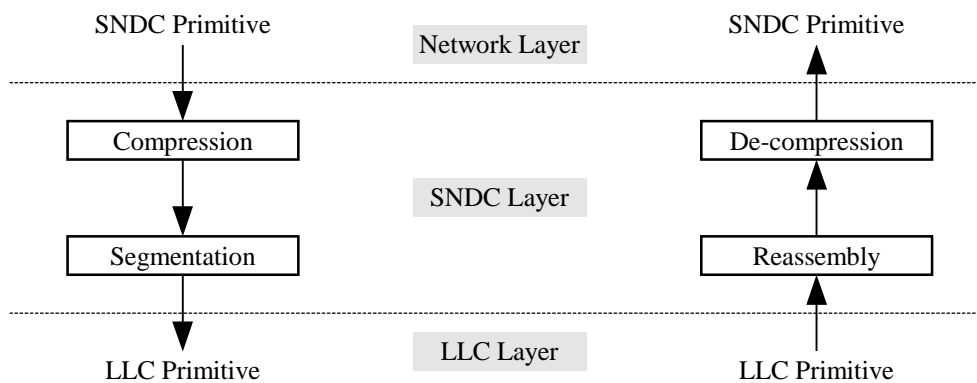 SNDC Primitive
Network Layer
SNDC Primitive
Compression
De-compression
SNDC Layer
Segmentation
Reassembly
LLC Layer
LLC Primitive
LLC Primitive